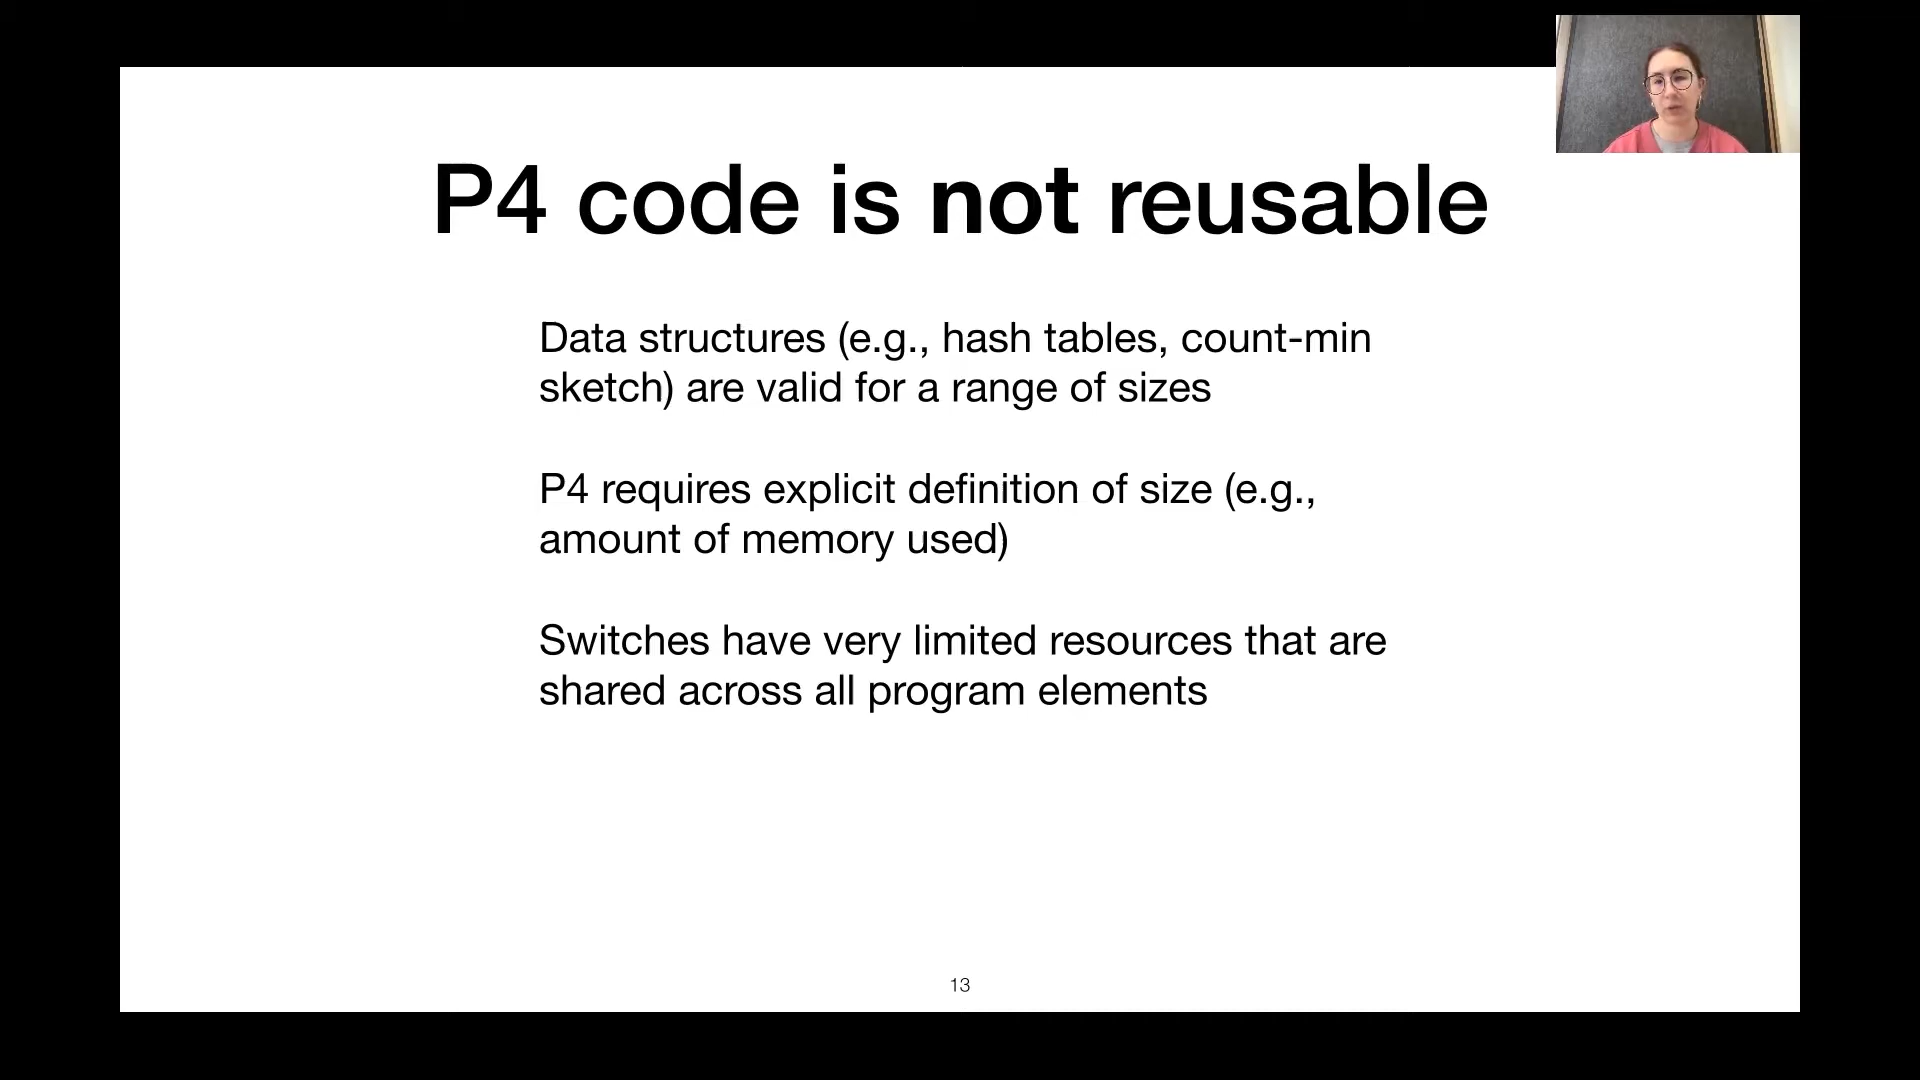 P4 code is not reusable
Data structures (e.g., hash tables, count-min
sketch) are valid for a range of sizes
P4 requires explicit definition of size (e.g.,
amount of memory used)
Switches have very limited resources that are
shared across all program elements
13